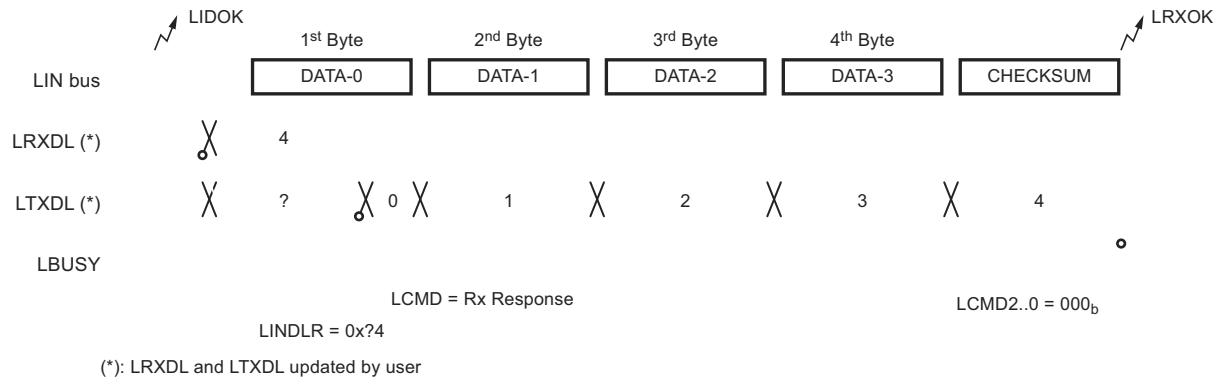 LIDOK LRXOK
1st Byte 2nd Byte 3rd Byte 4th Byte
LIN bus DATA-0 DATA-1 DATA-2 DATA-3 CHECKSUM
LRXDL (*) 4
LTXDL (*) ? 0 1 2 3 4
LBUSY
LCMD = Rx Response LCMD2..0 = 000b
LINDLR = 0x?4
(*): LRXDL and LTXDL updated by user